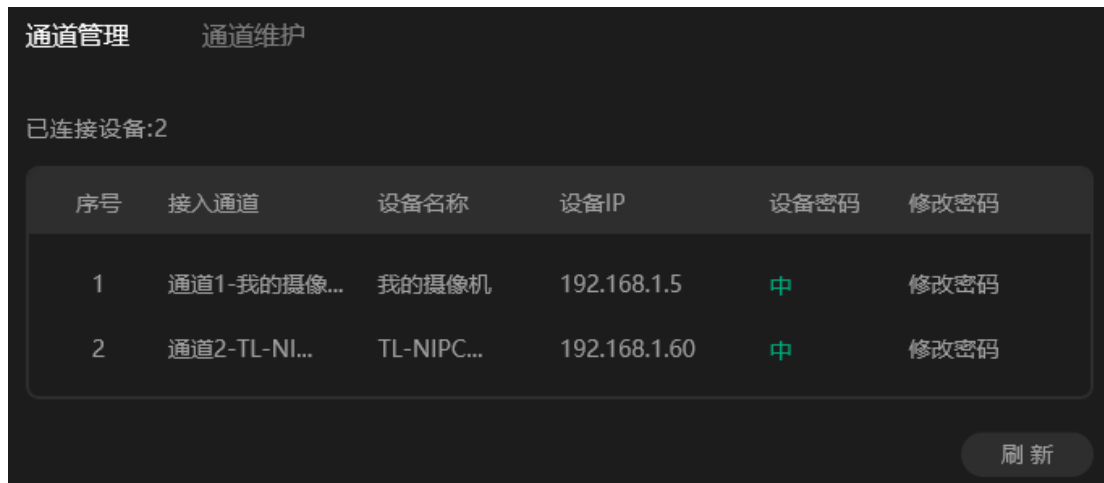 通道管理 通道维护
已连接设备:2
序号 接入通道 设备名称 设备IP 设备密码 修改密码
1 通道1-我的摄像... 我的摄像机 192.168.1.5 中 修改密码
2 通道2-TL-NI... TL-NIPC... 192.168.1.60 中 修改密码
刷新